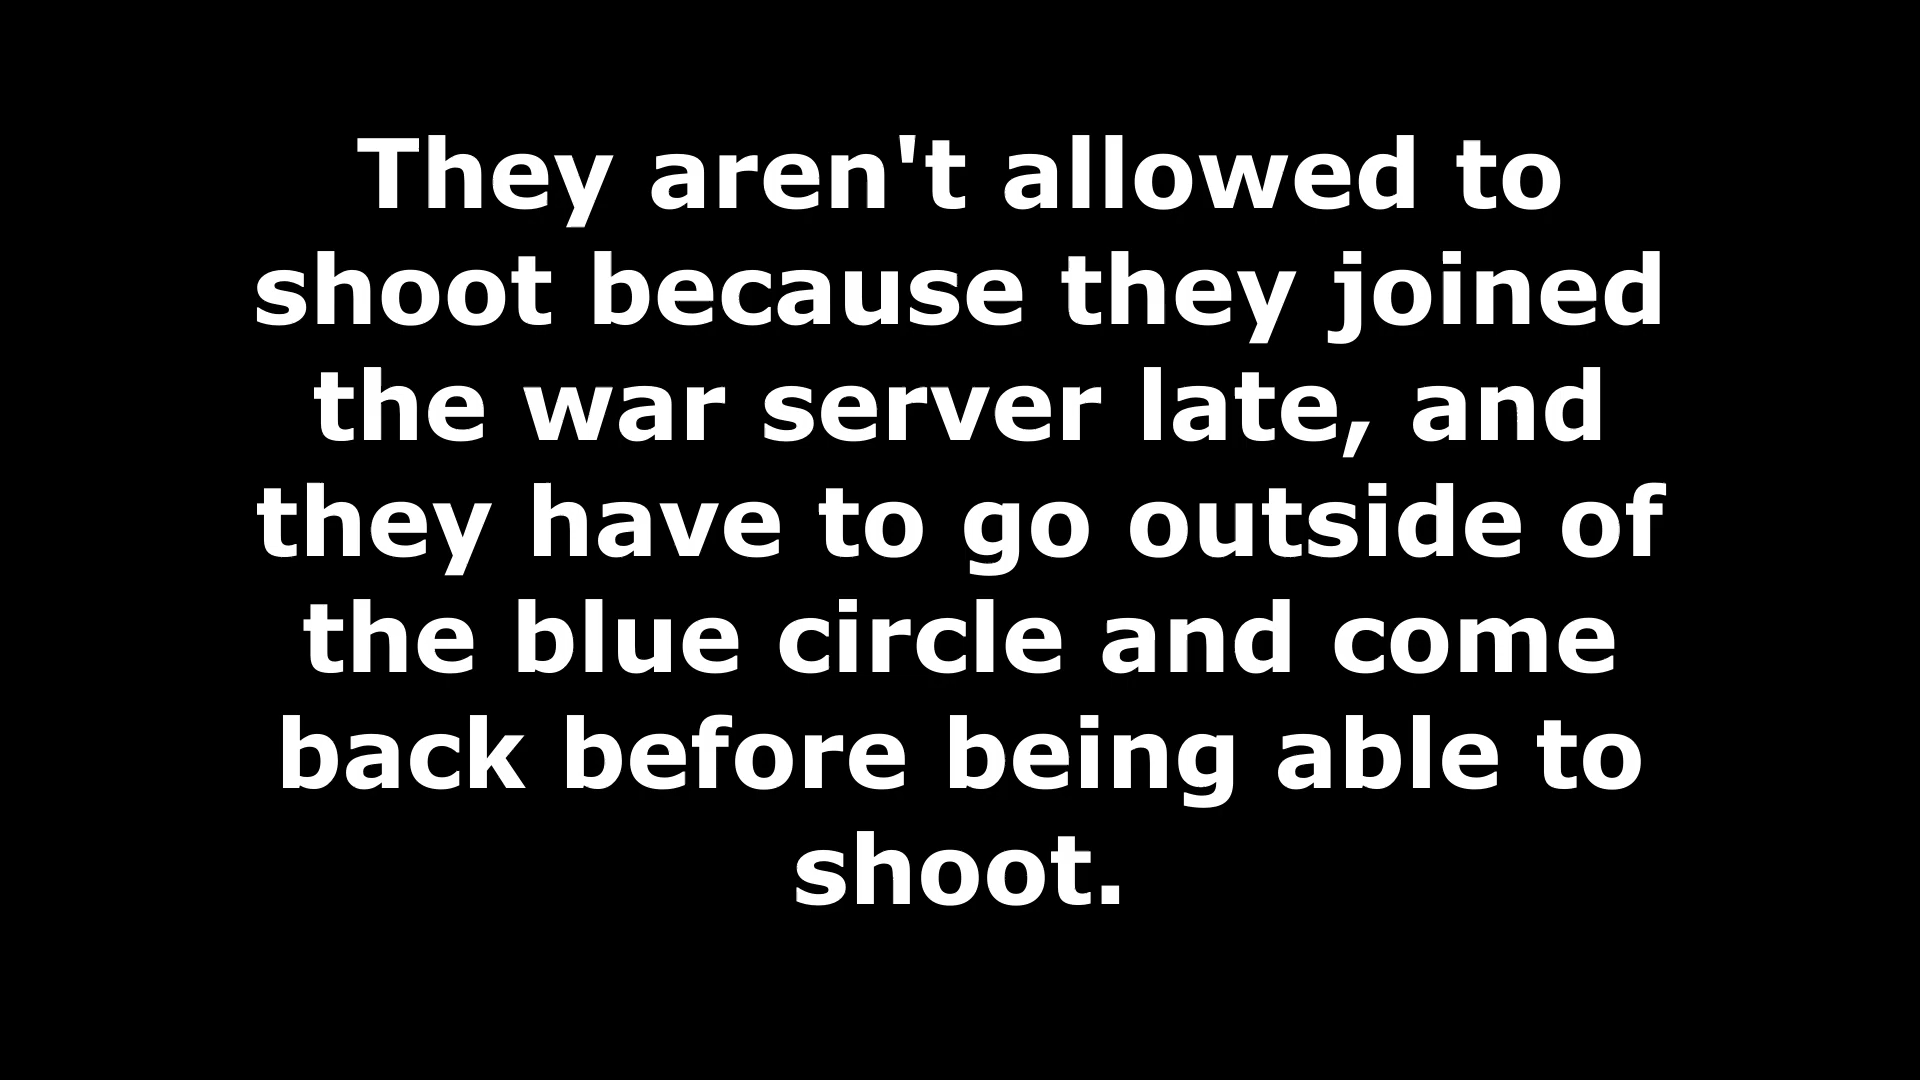 They aren't allowed to
shoot because they joined
the war server late, and
they have to go outside of
the blue circle and come
back before being able to
shoot.